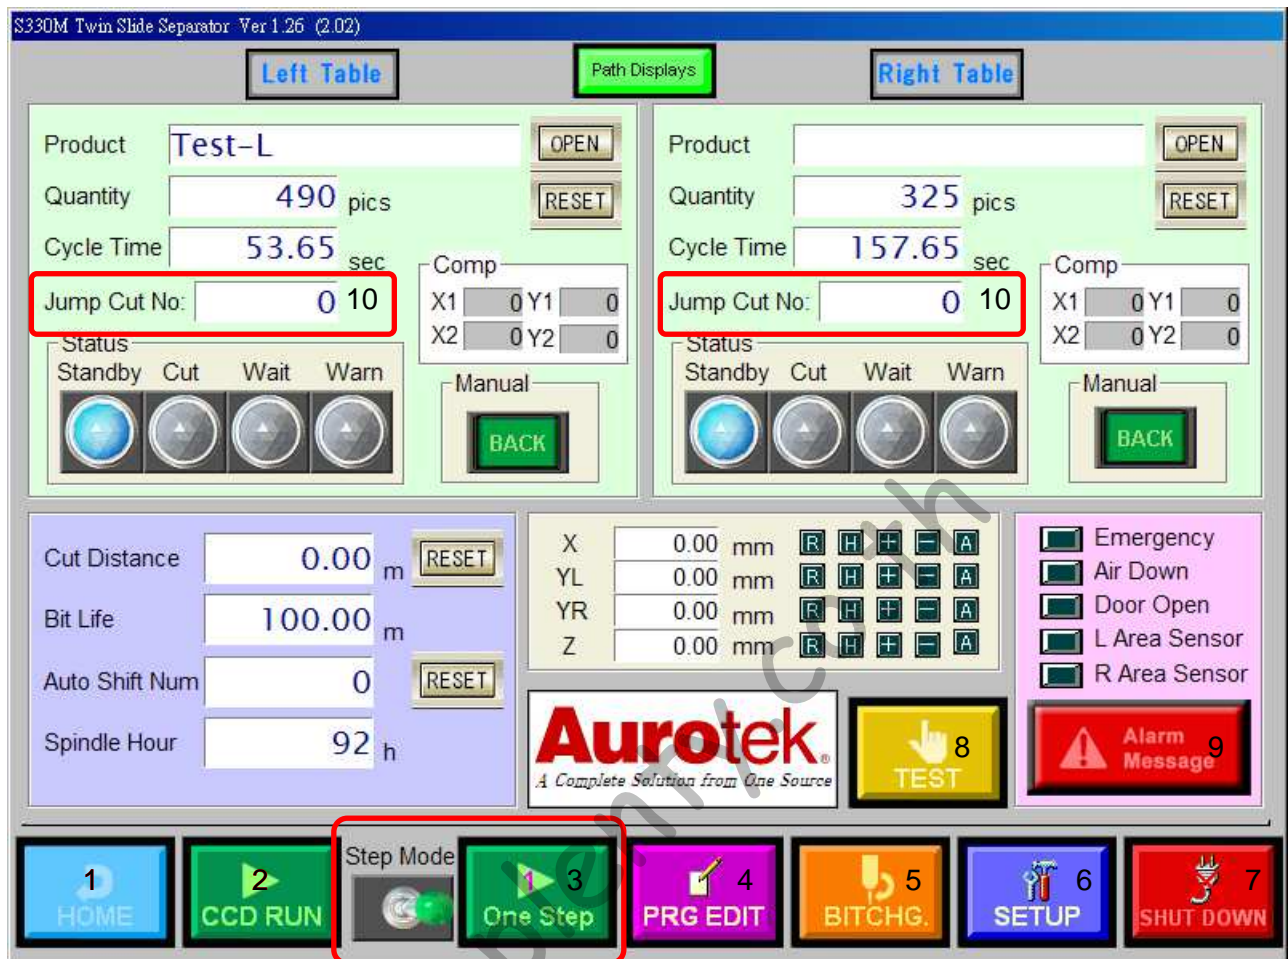 S330M Twin Slide Separator Ver 1.26 (2.02)
Left Table
Path Displays
Right Table
Product Test-L OPEN
Quantity 490 pics RESET
Cycle Time 53.65 sec
Jump Cut No: 0 10
Comp
X1 0 Y1 0
X2 0 Y2 0
Status
Standby Cut Wait Warn
Manual
BACK
Product OPEN
Quantity 325 pics RESET
Cycle Time 157.65 sec
Jump Cut No: 0 10
Comp
X1 0 Y1 0
X2 0 Y2 0
Status
Standby Cut Wait Warn
Manual
BACK
Cut Distance 0.00 m RESET
Bit Life 100.00 m
Auto Shift Num 0 RESET
Spindle Hour 92 h
X 0.00 mm R H + - A
YL 0.00 mm R H + - A
YR 0.00 mm R H + - A
Z 0.00 mm R H + - A
Aurotek®
A Complete Solution from One Source
TEST 8
Emergency
Air Down
Door Open
L Area Sensor
R Area Sensor
Alarm
Message 9
1 HOME
2 CCD RUN
Step Mode
1 3 One Step
4 PRG EDIT
5 BITCHG.
6 SETUP
7 SHUT DOWN